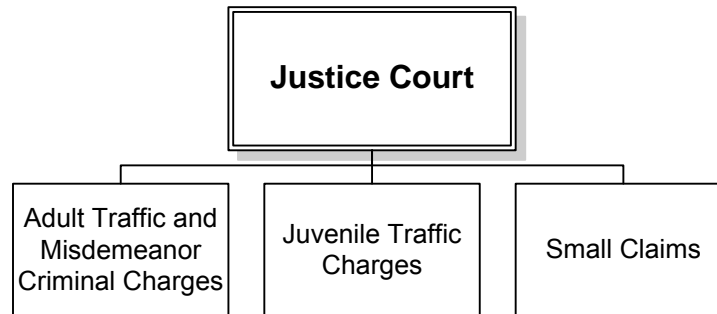 Justice Court
Adult Traffic and
Misdemeanor
Criminal Charges
Juvenile Traffic
Charges
Small Claims